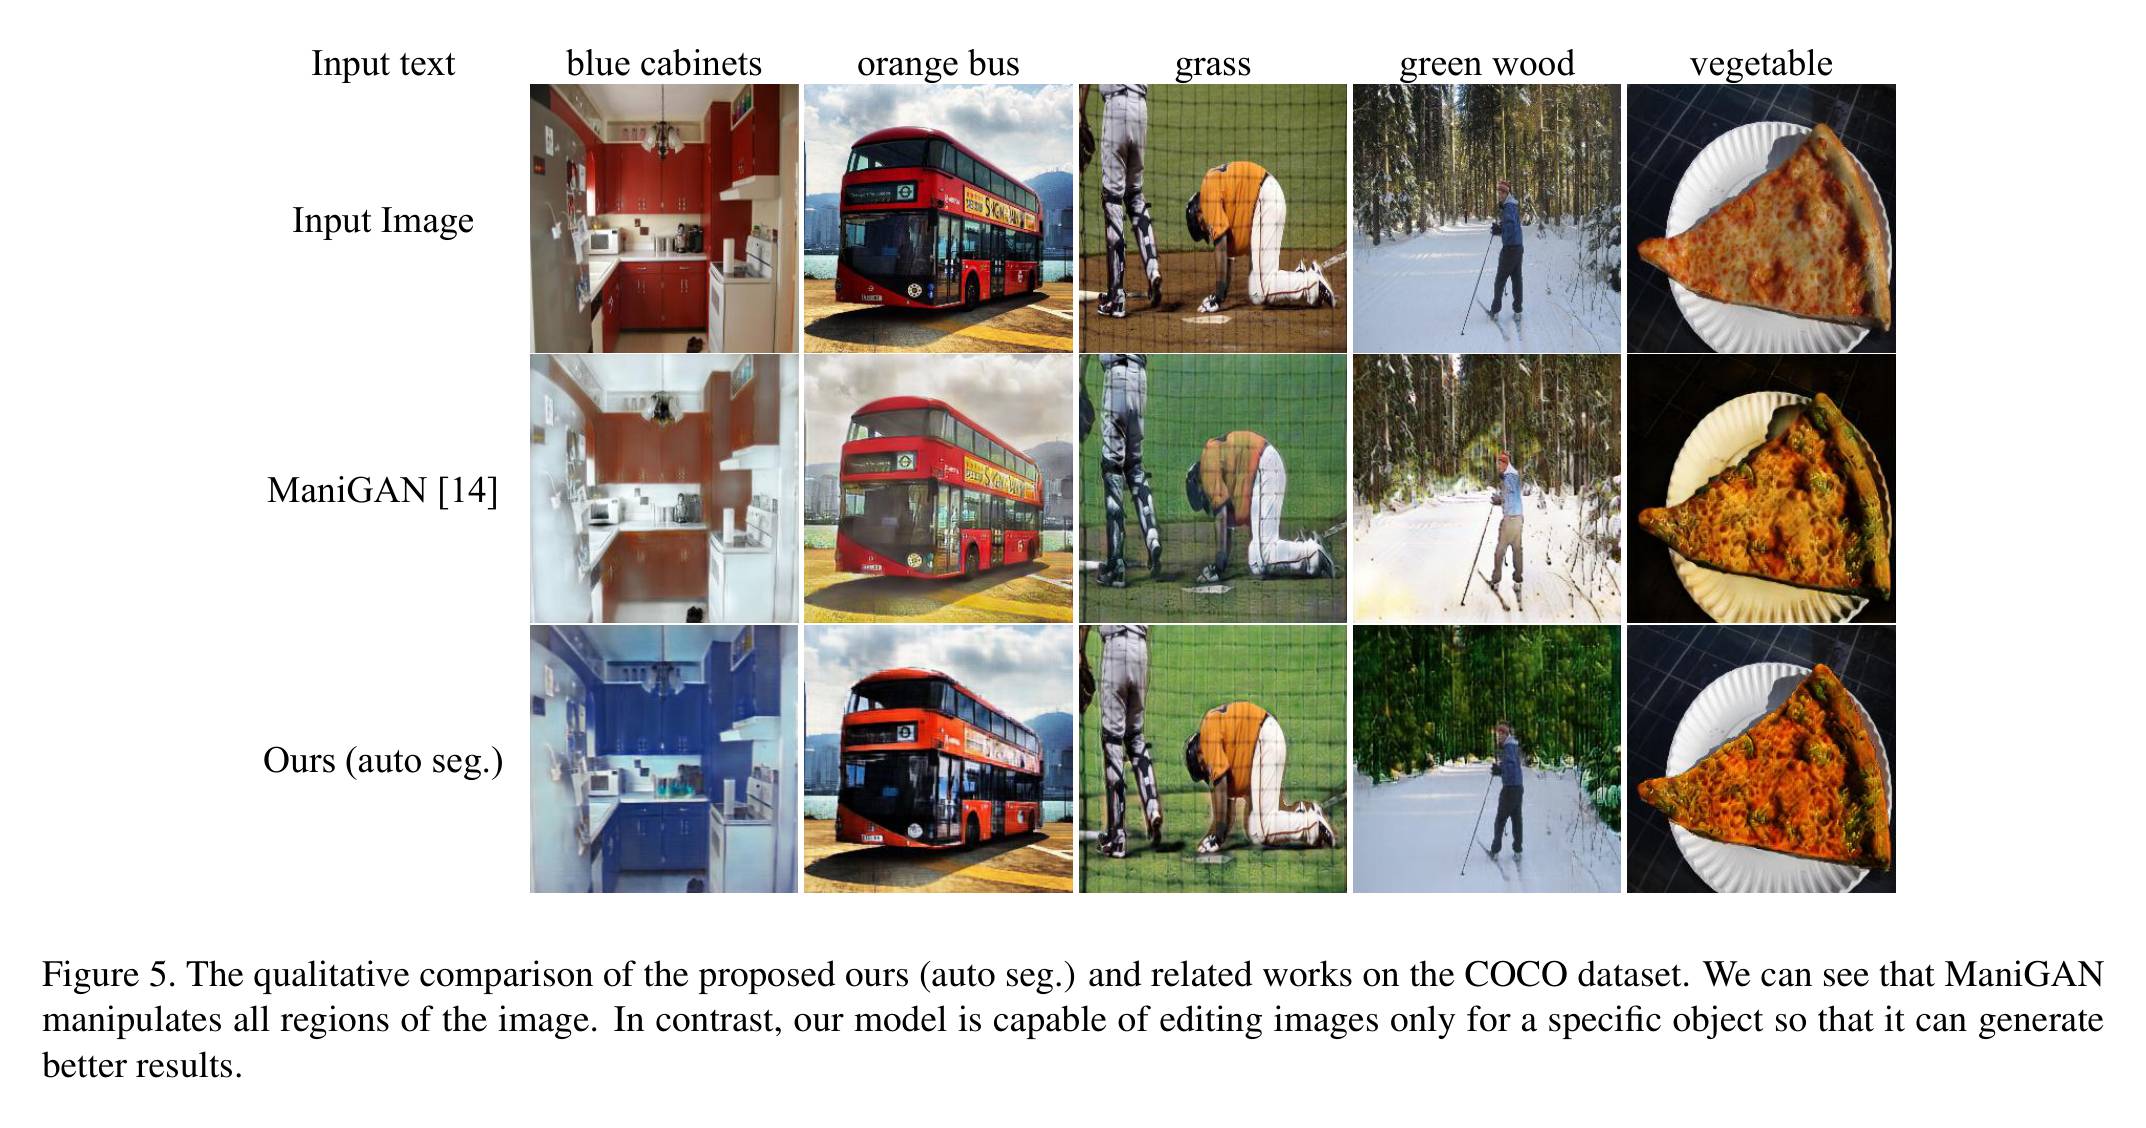 Input text blue cabinets orange bus grass green wood vegetable
Input Image
ManiGAN [14]
Ours (auto seg.)
Figure 5. The qualitative comparison of the proposed ours (auto seg.) and related works on the COCO dataset. We can see that ManiGAN
manipulates all regions of the image. In contrast, our model is capable of editing images only for a specific object so that it can generate
better results.